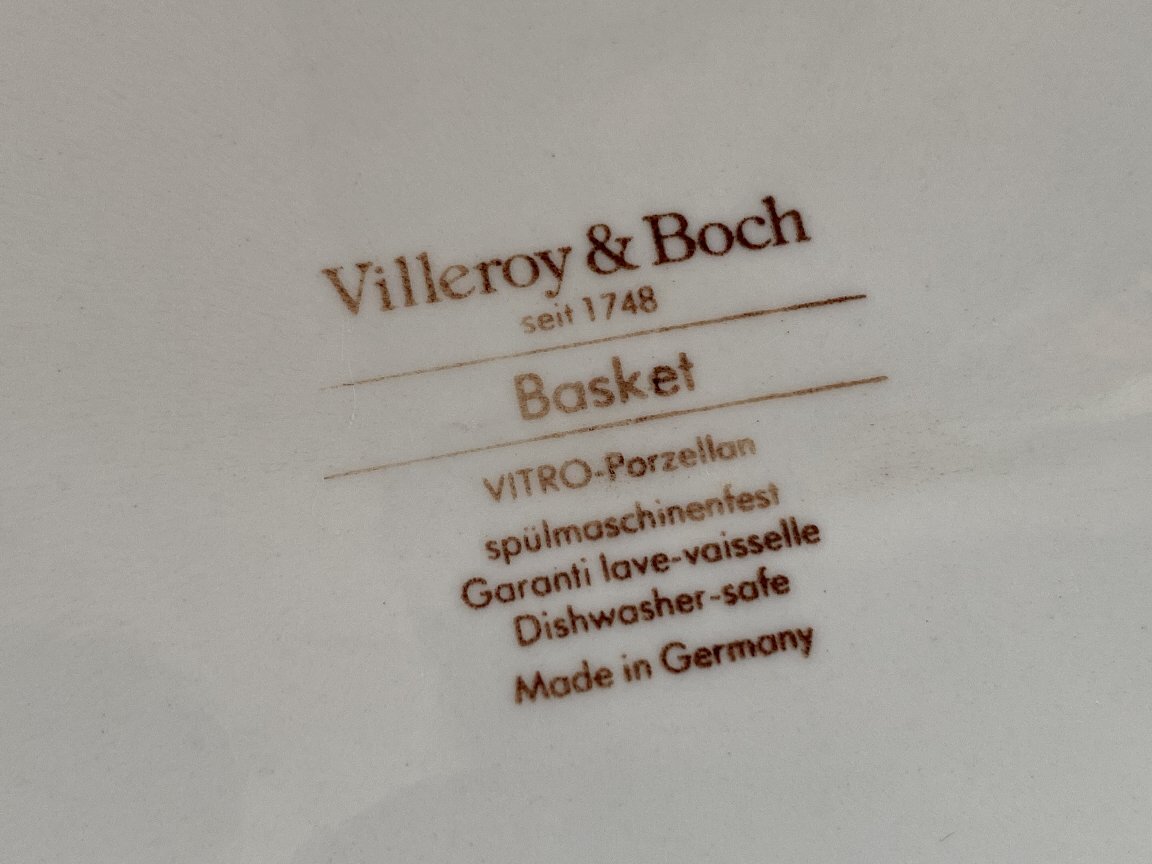 Villeroy & Boch
seit 1748
Basket
VITRO-Porzellan
spülmaschinenfest
Garanti lave-vaisselle
Dishwasher-safe
Made in Germany